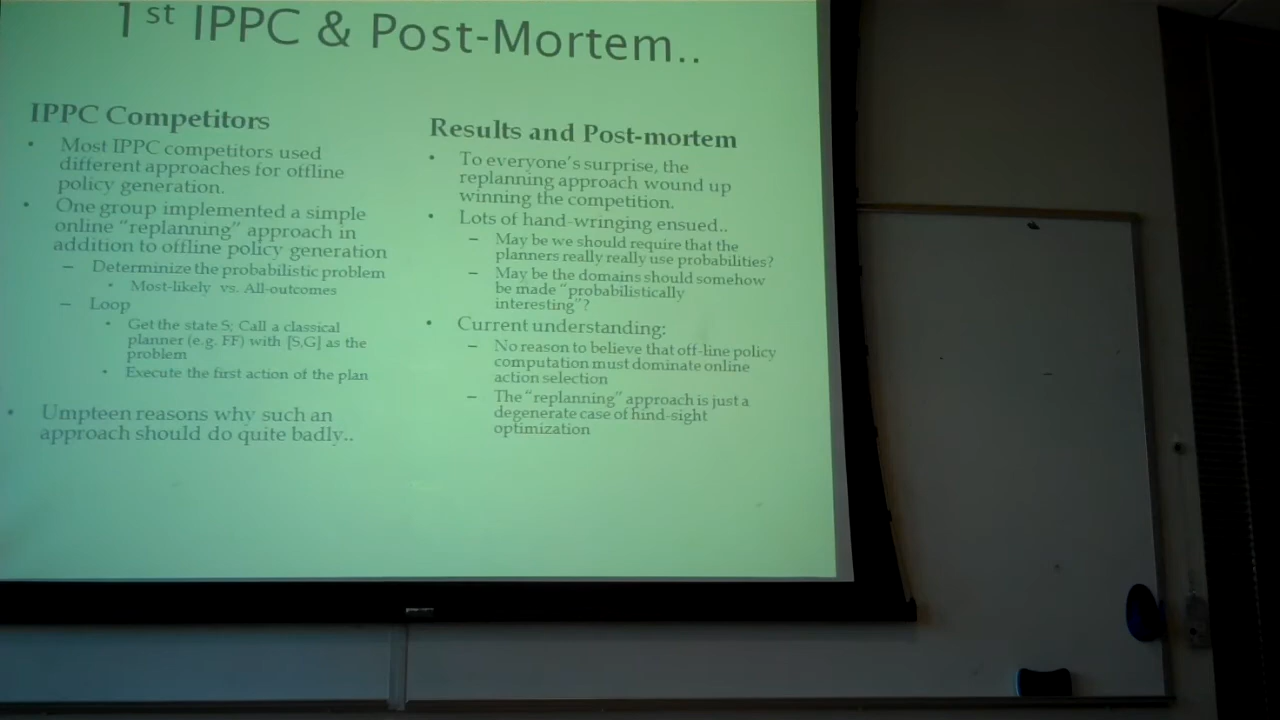 1st IPPC & Post-Mortem..
IPPC Competitors
• Most IPPC competitors used
different approaches for offline
policy generation.
• One group implemented a simple
online "replanning" approach in
addition to offline policy generation
– Determinize the probabilistic problem
• Most-likely vs. All-outcomes
– Loop
• Get the state S; Call a classical
planner (e.g. FF) with [S,G] as the
problem
• Execute the first action of the plan
• Umpteen reasons why such an
approach should do quite badly..
Results and Post-mortem
• To everyone's surprise, the
replanning approach wound up
winning the competition.
• Lots of hand-wringing ensued..
– May be we should require that the
planners really really use probabilities?
– May be the domains should somehow
be made "probabilistically
interesting"?
• Current understanding:
– No reason to believe that off-line policy
computation must dominate online
action selection
– The "replanning" approach is just a
degenerate case of hind-sight
optimization